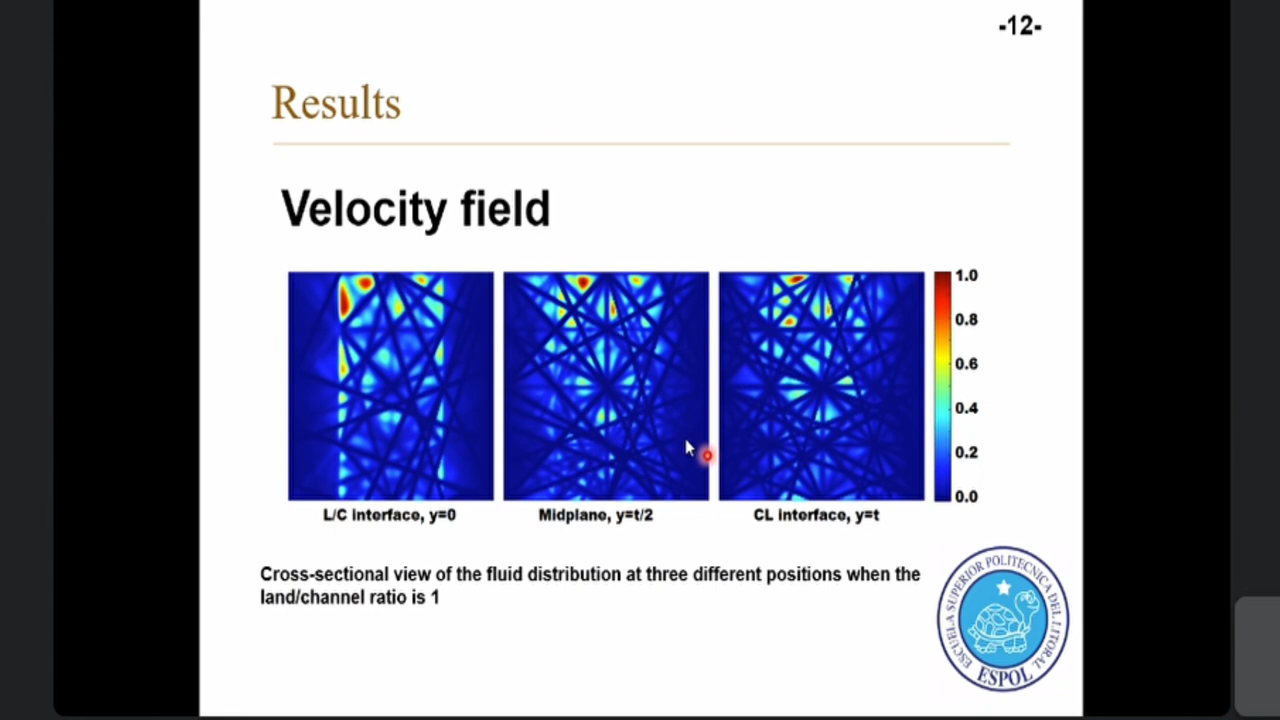 -12-
Results
Velocity field
1.0
0.8
0.6
0.4
0.2
0.0
L/C interface, y=0
Midplane, y=t/2
CL interface, y=t
Cross-sectional view of the fluid distribution at three different positions when the
land/channel ratio is 1
ESCUELA SUPERIOR POLITECNICA DEL LITORAL
ESPOL